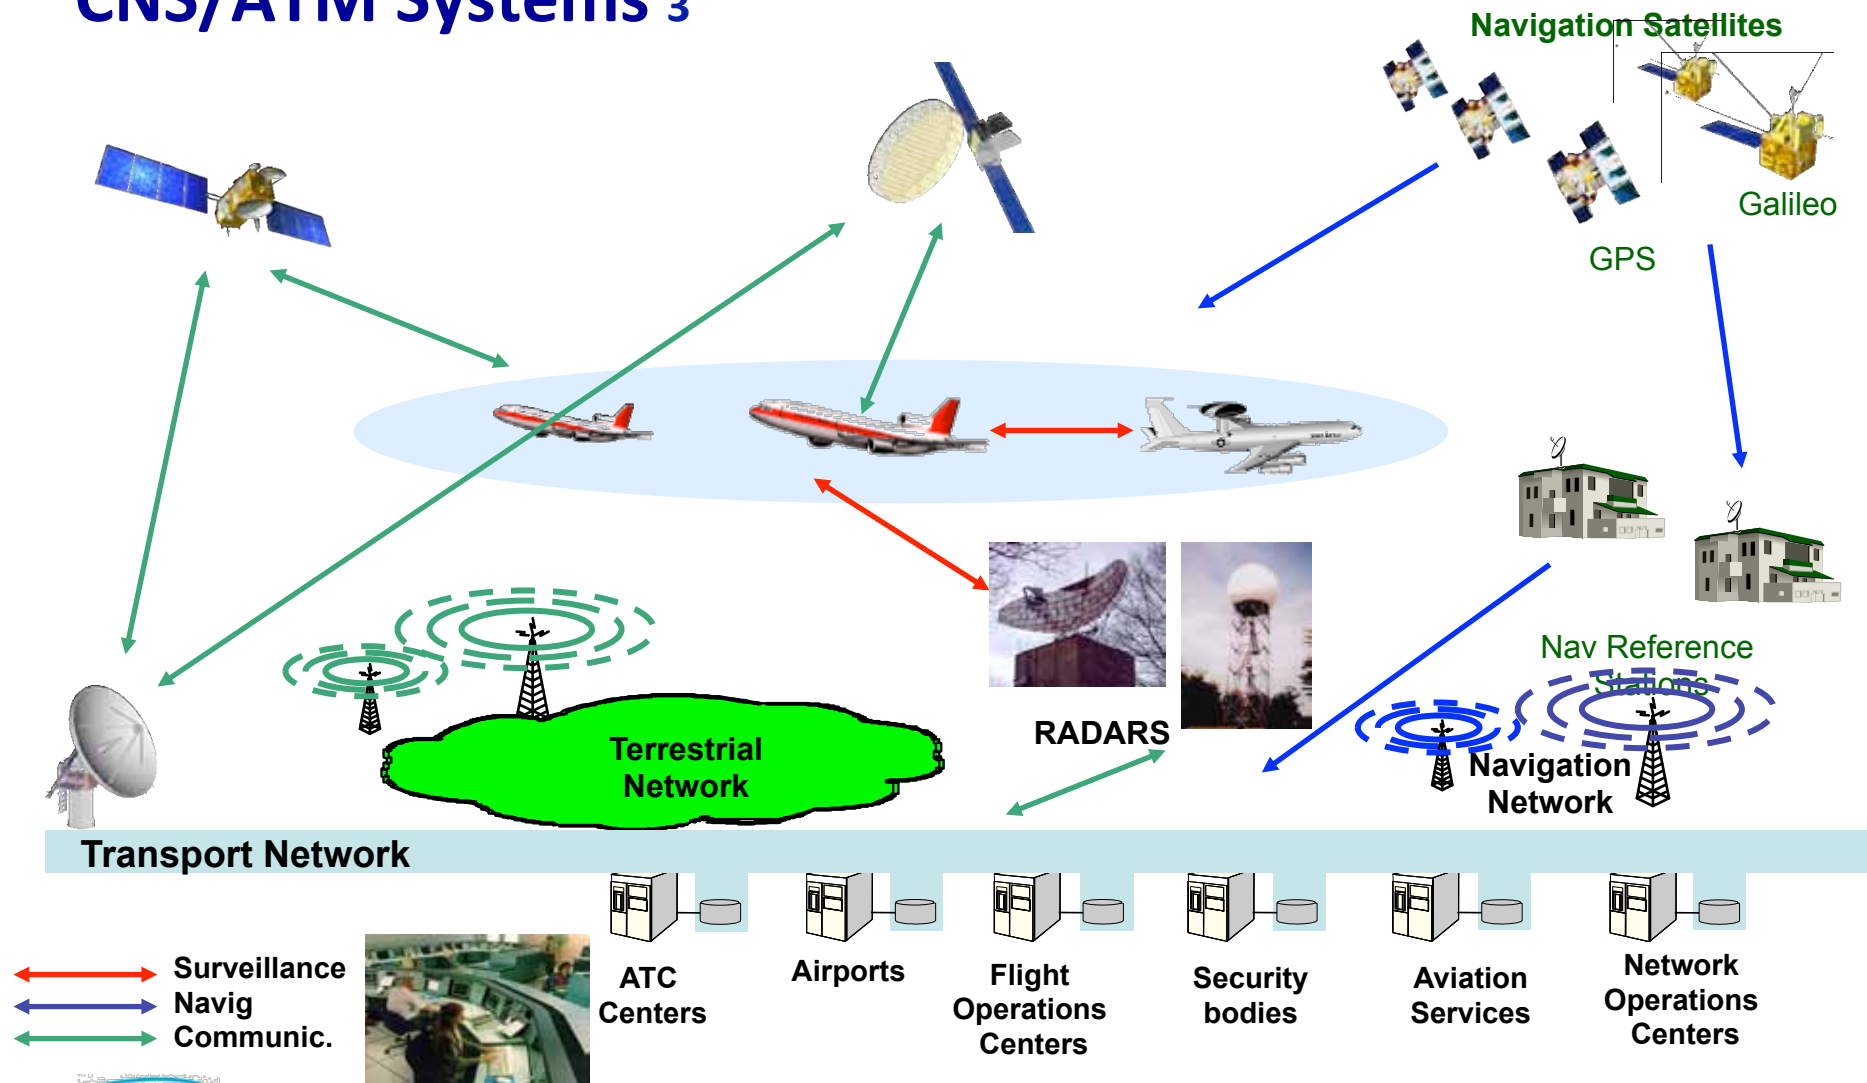 CNS/ATM Systems 3
Navigation Satellites
Galileo
GPS
Nav Reference
Stations
RADARS
Terrestrial
Network
Navigation
Network
Transport Network
Surveillance
Navig
Communic.
ATC
Centers
Airports
Flight
Operations
Centers
Security
bodies
Aviation
Services
Network
Operations
Centers